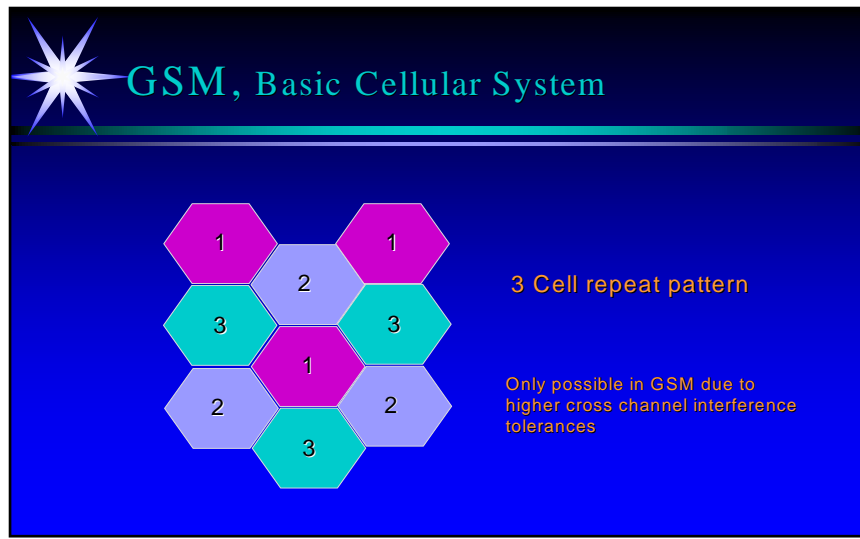 GSM, Basic Cellular System
1
1
2
3 Cell repeat pattern
3
3
1
Only possible in GSM due to
higher cross channel interference
tolerances
2
2
3